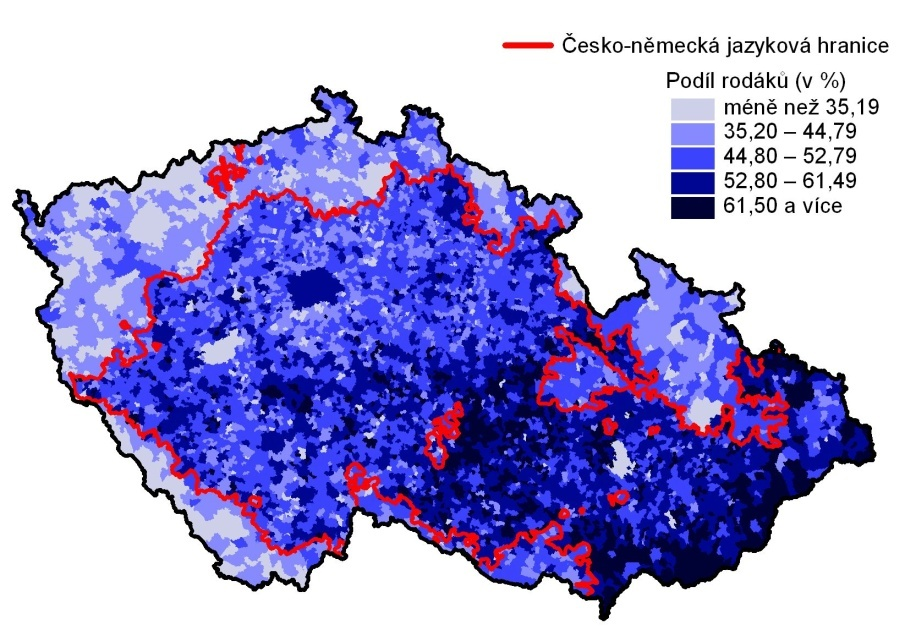 Česko-německá jazyková hranice
Podíl rodáků (v %)
méně než 35,19
35,20 – 44,79
44,80 – 52,79
52,80 – 61,49
61,50 a více